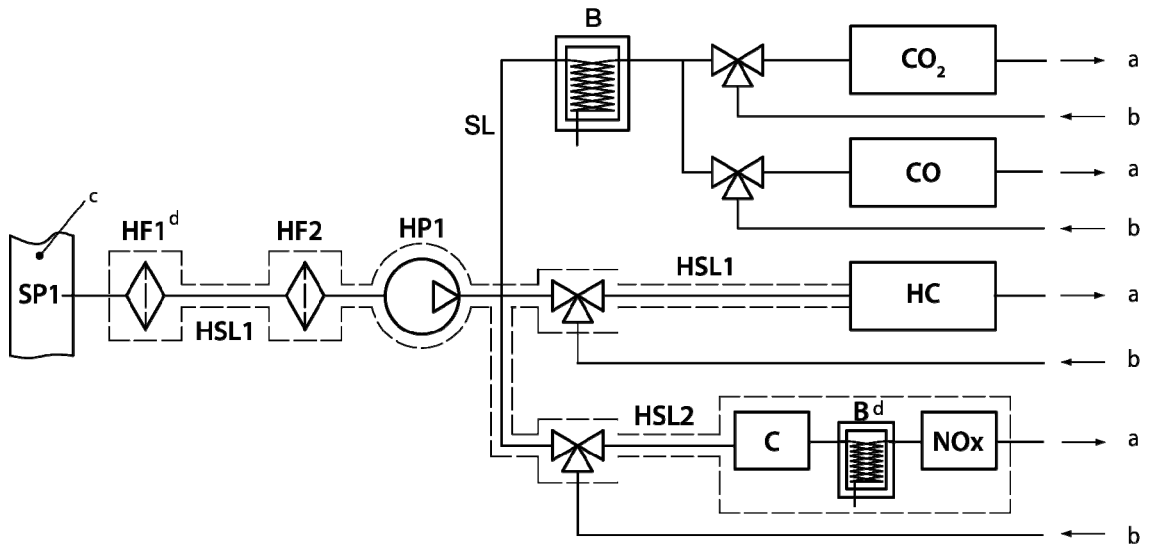 B
CO₂
a
b
SL
CO
a
b
c
HF1ᵈ
HF2
HP1
HSL1
SP1
HC
a
HSL1
b
HSL2
Bᵈ
C
NOx
a
b